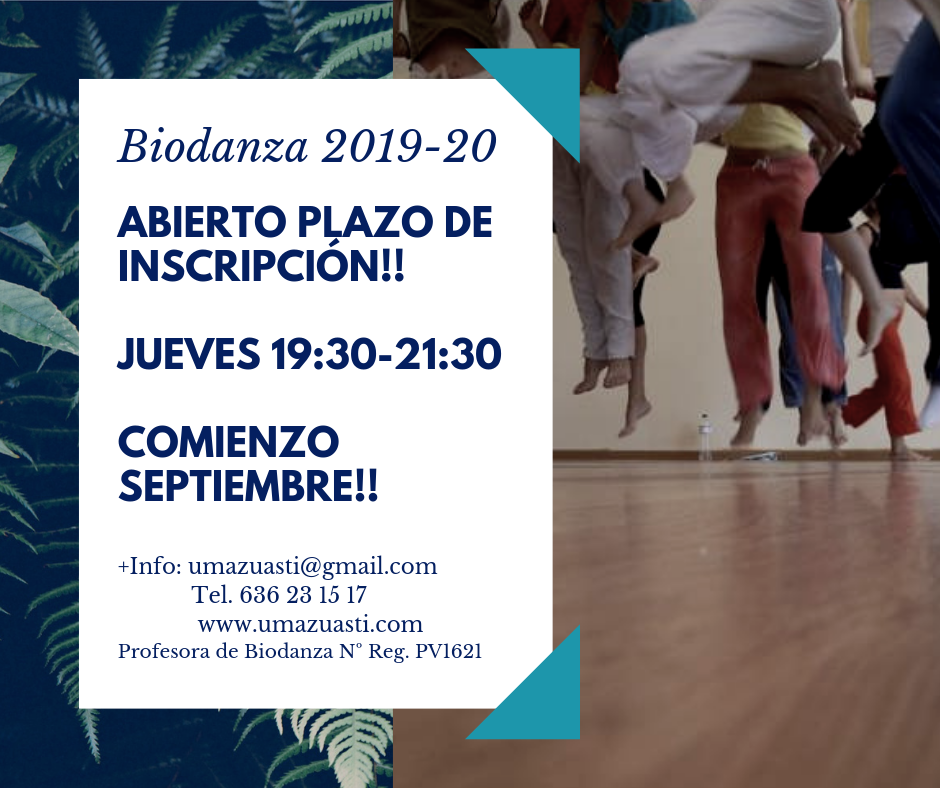 Biodanza 2019-20
ABIERTO PLAZO DE
INSCRIPCIÓN!!
JUEVES 19:30-21:30
COMIENZO
SEPTIEMBRE!!
+Info: umazuasti@gmail.com
Tel. 636 23 15 17
www.umazuasti.com
Profesora de Biodanza Nº Reg. PV1621